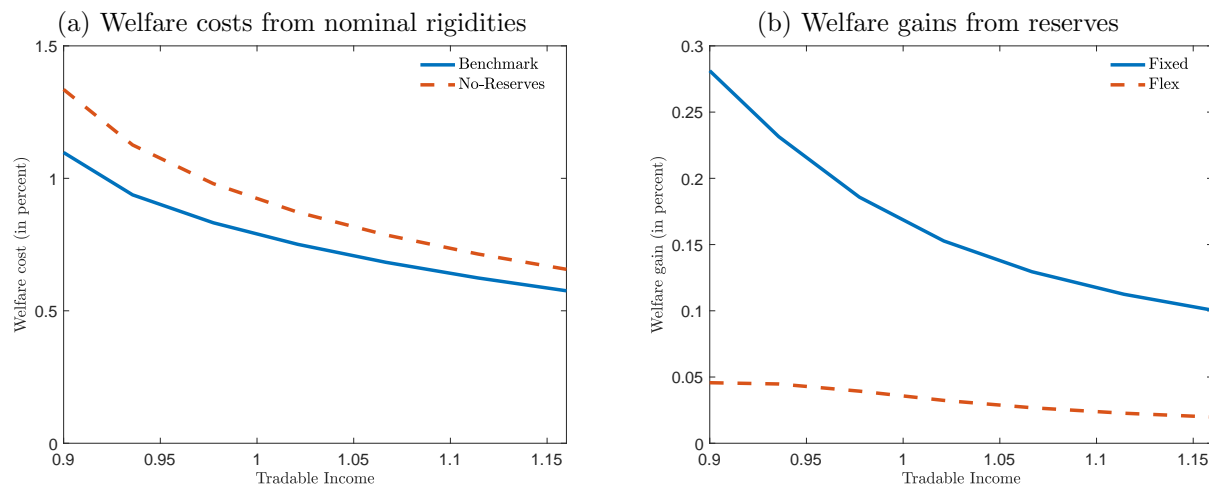 (a) Welfare costs from nominal rigidities
1.5
1
0.5
0
Welfare cost (in percent)
Benchmark
No-Reserves
0.9 0.95 1 1.05 1.1 1.15
Tradable Income
(b) Welfare gains from reserves
0.3
0.25
0.2
0.15
0.1
0.05
0
Welfare gain (in percent)
Fixed
Flex
0.9 0.95 1 1.05 1.1 1.15
Tradable Income